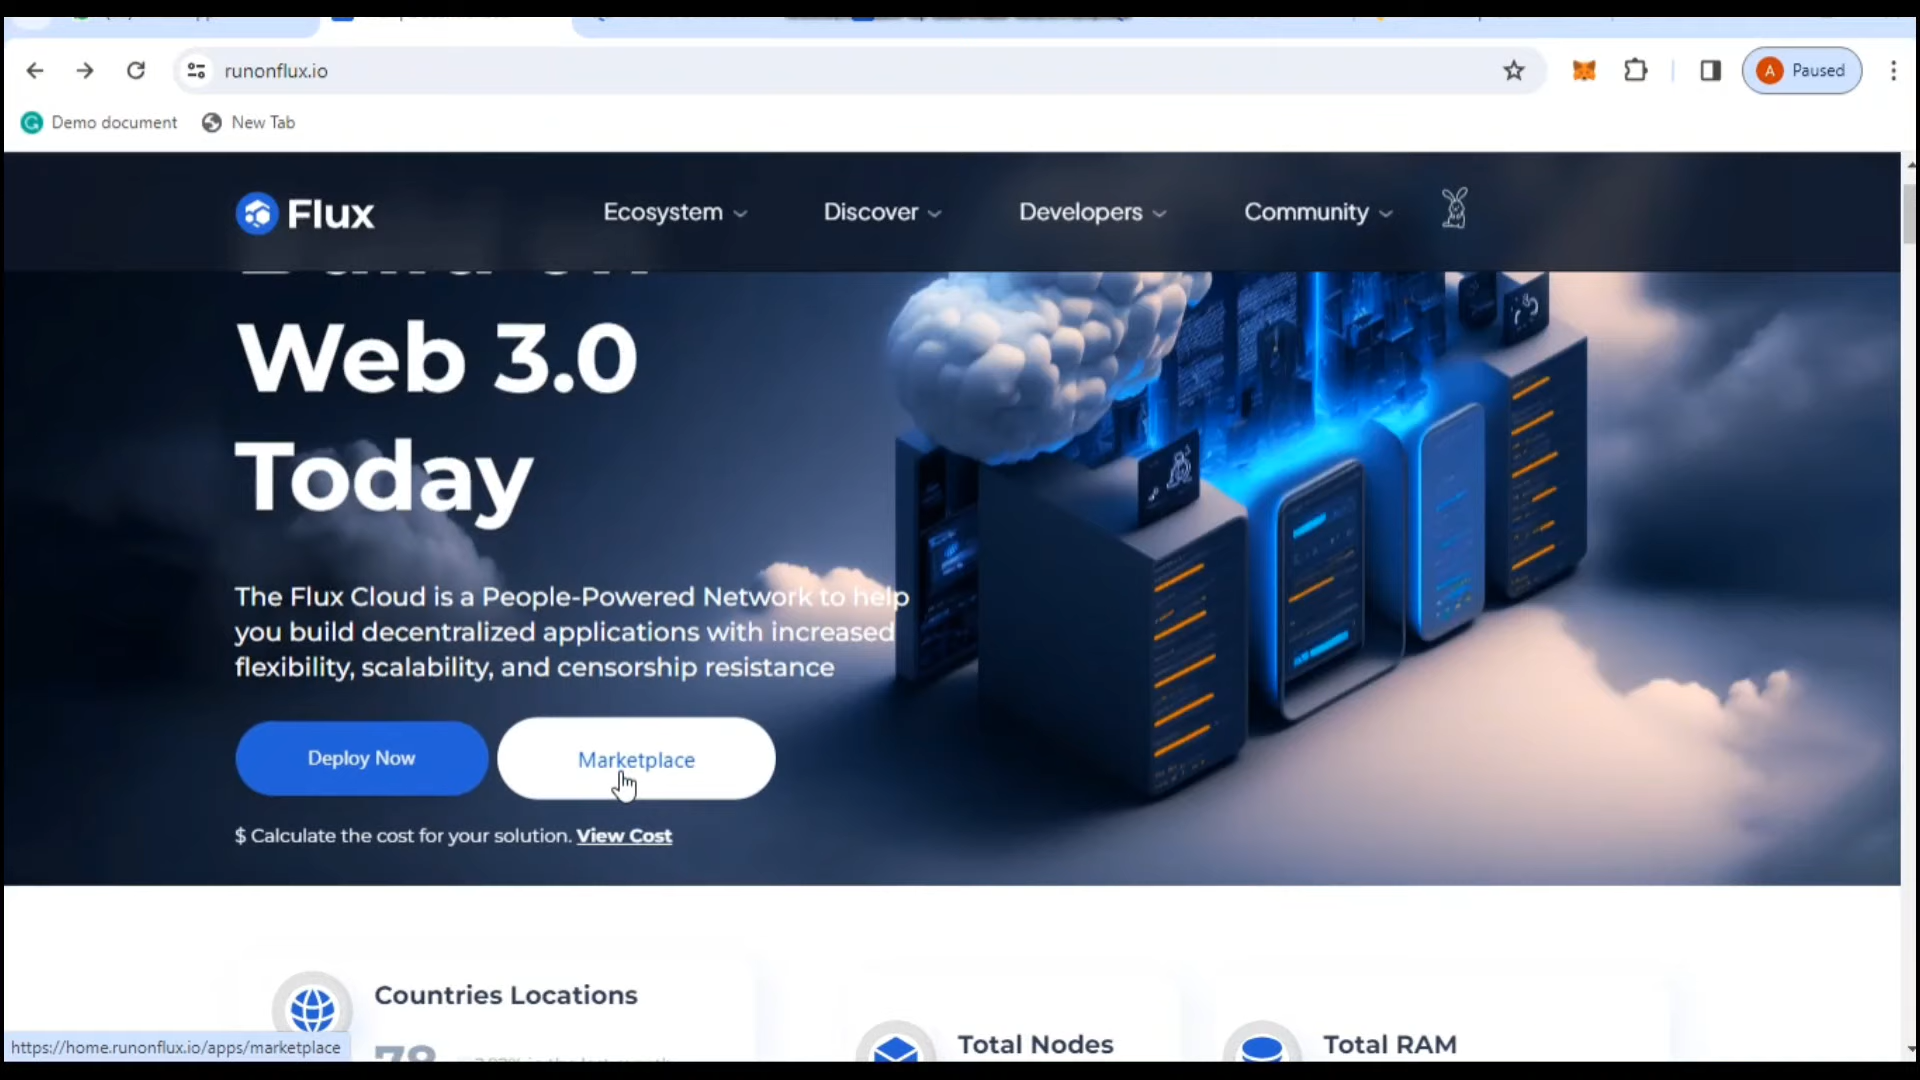 runonflux.io
A Paused
Demo document New Tab
Flux Ecosystem Discover Developers Community
Web 3.0
Today
The Flux Cloud is a People-Powered Network to help
you build decentralized applications with increased
flexibility, scalability, and censorship resistance
Deploy Now Marketplace
$ Calculate the cost for your solution. View Cost
Countries Locations
Total Nodes
Total RAM
https://home.runonflux.io/apps/marketplace